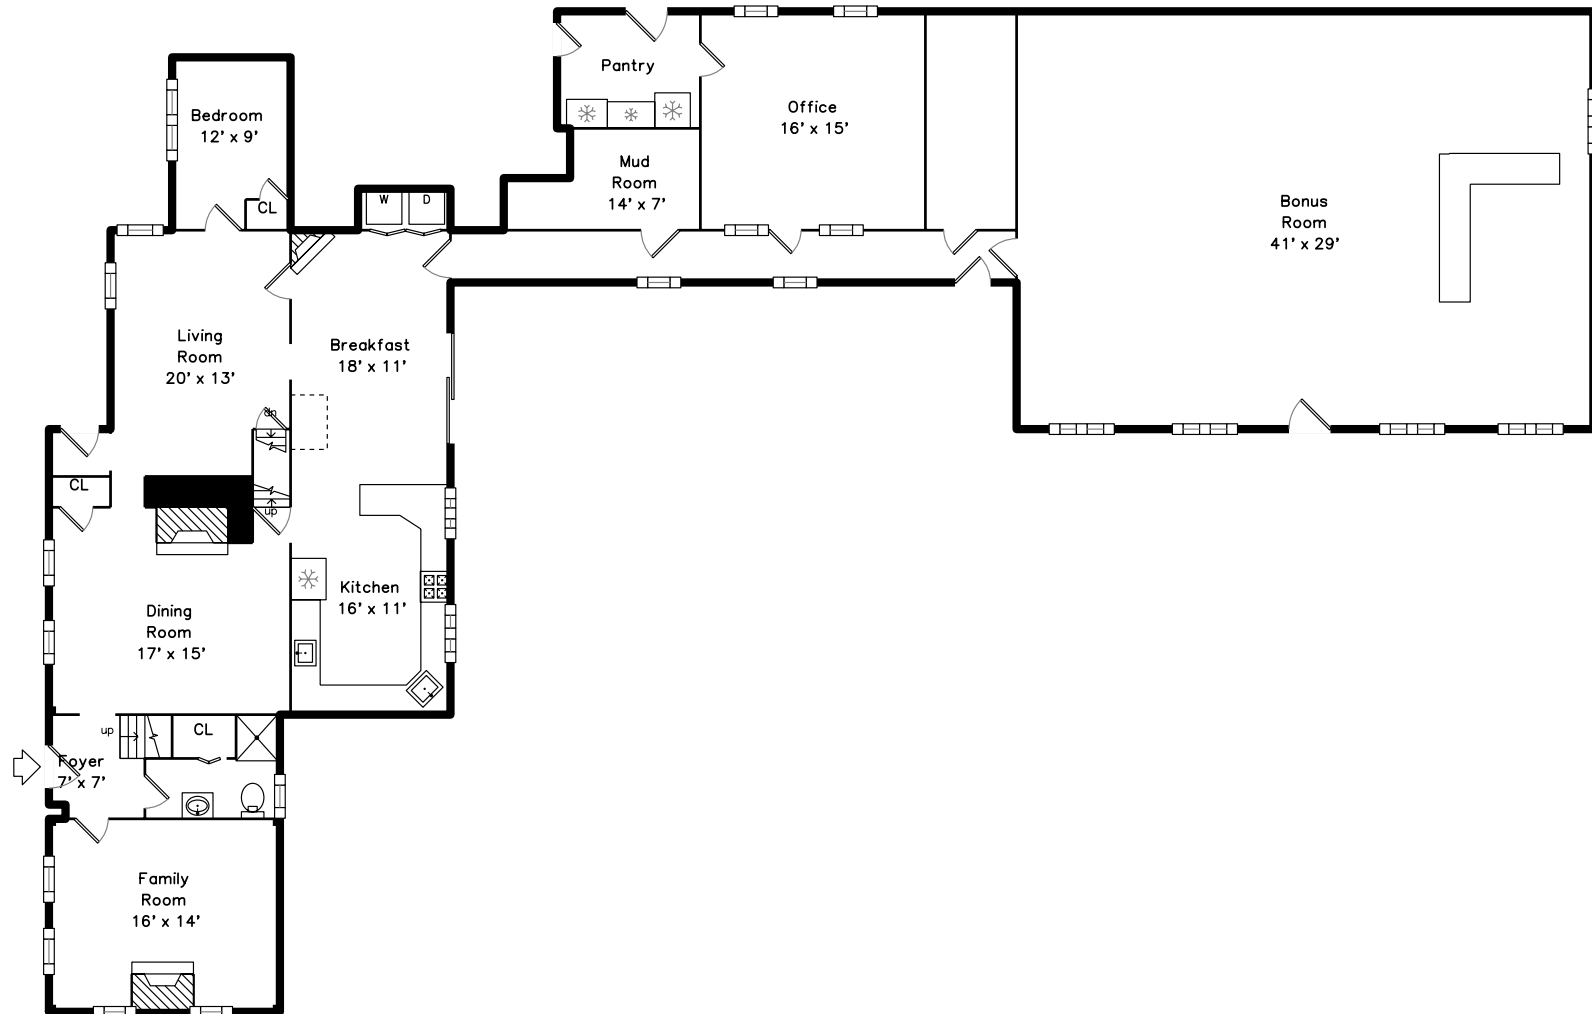 Pantry
Office
16' x 15'
Bedroom
12' x 9'
CL
W
D
Mud
Room
14' x 7'
Bonus
Room
41' x 29'
Living
Room
20' x 13'
Breakfast
18' x 11'
dn
CL
up
Kitchen
16' x 11'
Dining
Room
17' x 15'
up
CL
Foyer
7' x 7'
Family
Room
16' x 14'